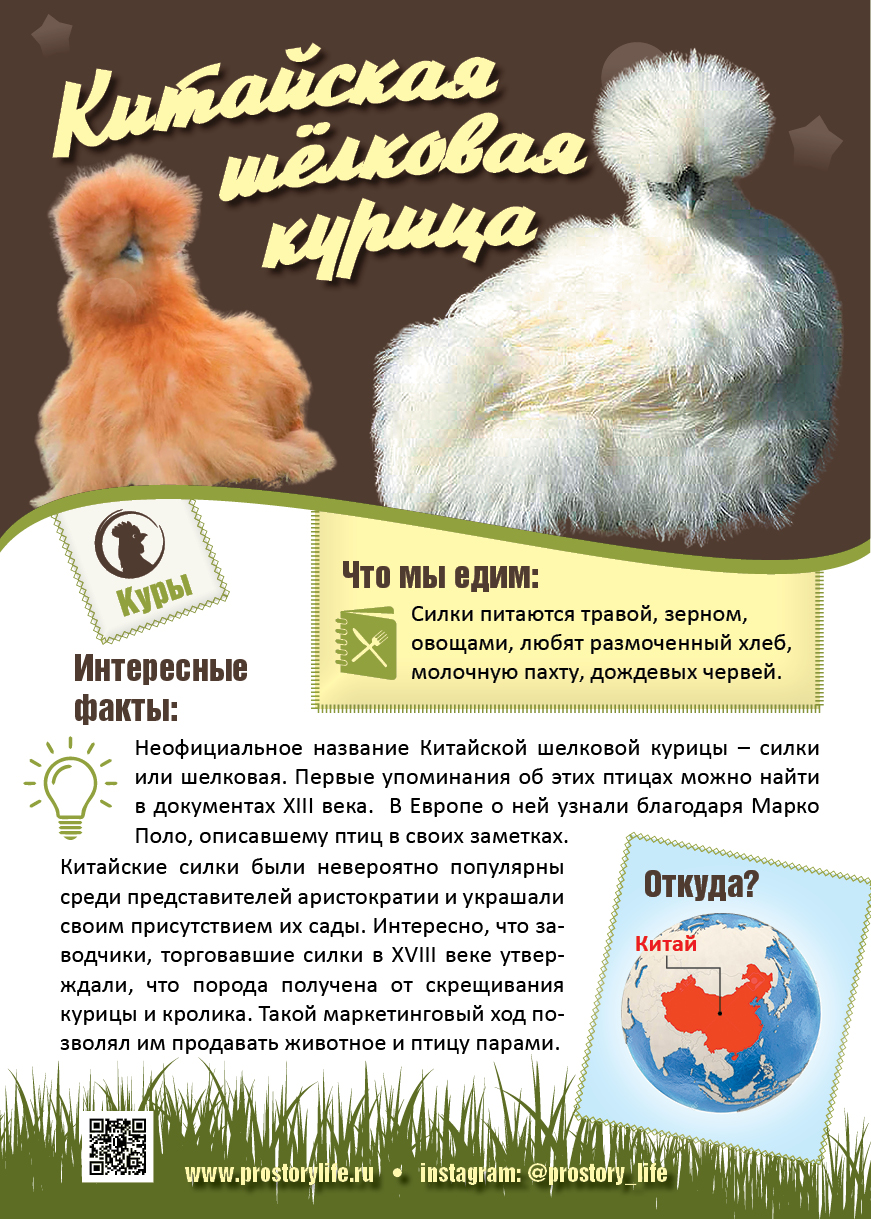 Китайская
шёлковая
курица
Куры
Что мы едим:
Силки питаются травой, зерном,
овощами, любят размоченный хлеб,
молочную пахту, дождевых червей.
Интересные
факты:
Неофициальное название Китайской шелковой курицы – силки
или шелковая. Первые упоминания об этих птицах можно найти
в документах XIII века. В Европе о ней узнали благодаря Марко
Поло, описавшему птиц в своих заметках.
Китайские силки были невероятно популярны
среди представителей аристократии и украшали
своим присутствием их сады. Интересно, что за-
водчики, торговавшие силки в XVIII веке утвер-
ждали, что порода получена от скрещивания
курицы и кролика. Такой маркетинговый ход по-
зволял им продавать животное и птицу парами.
Откуда?
Китай
www.prostorylife.ru • instagram: @prostory_life